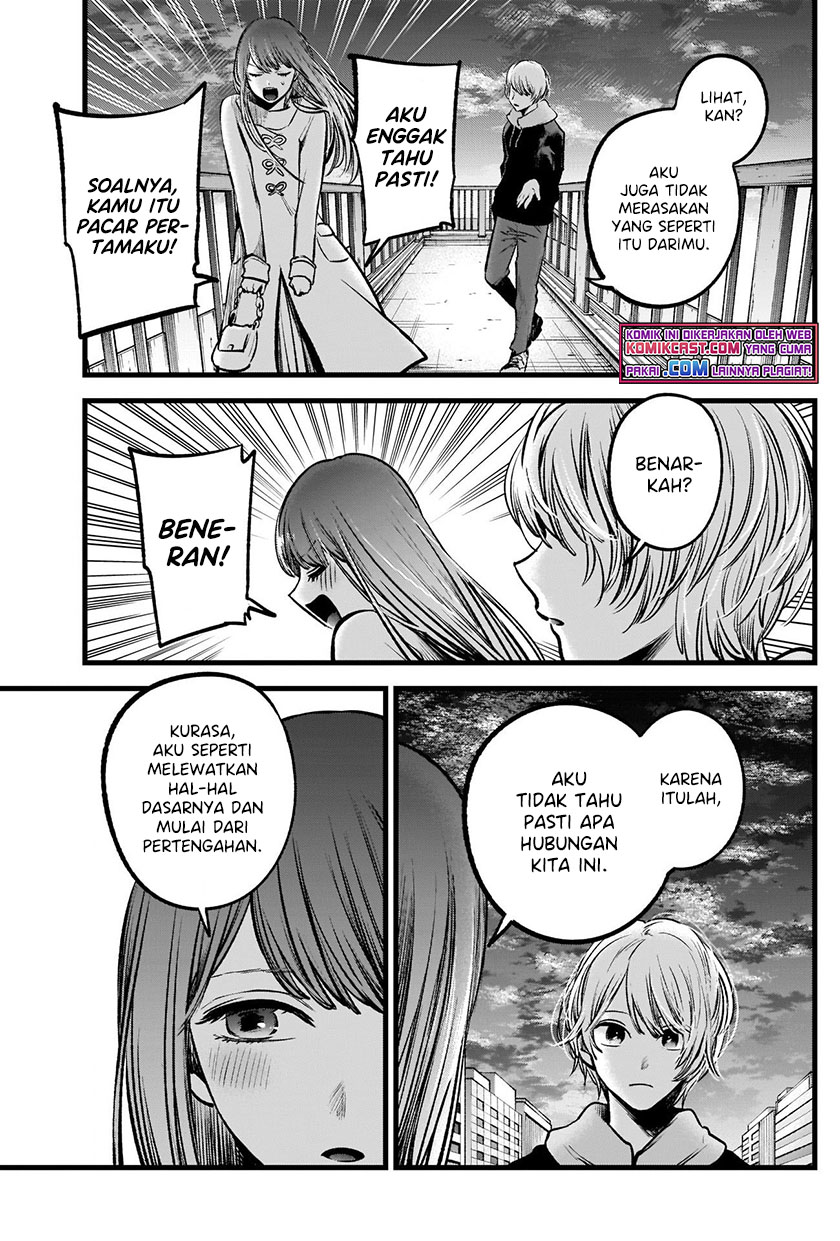 LIHAT,
KAN?
AKU
JUGA TIDAK
MERASAKAN
YANG SEPERTI
ITU DARIMU.
AKU
ENGGAK
TAHU
PASTI!
SOALNYA,
KAMU ITU
PACAR PER-
TAMAKU!
KOMIK INI DIKERJAKAN OLEH WEB
KOMIKCAST.COM YANG CUMA
PAKAI .COM LAINNYA PLAGIAT!
BENAR-
KAH?
BENE-
RAN!
KARENA
ITULAH,
AKU
TIDAK TAHU
PASTI APA
HUBUNGAN
KITA INI.
KURASA,
AKU SEPERTI
MELEWATKAN
HAL-HAL
DASARNYA DAN
MULAI DARI
PERTENGAHAN.